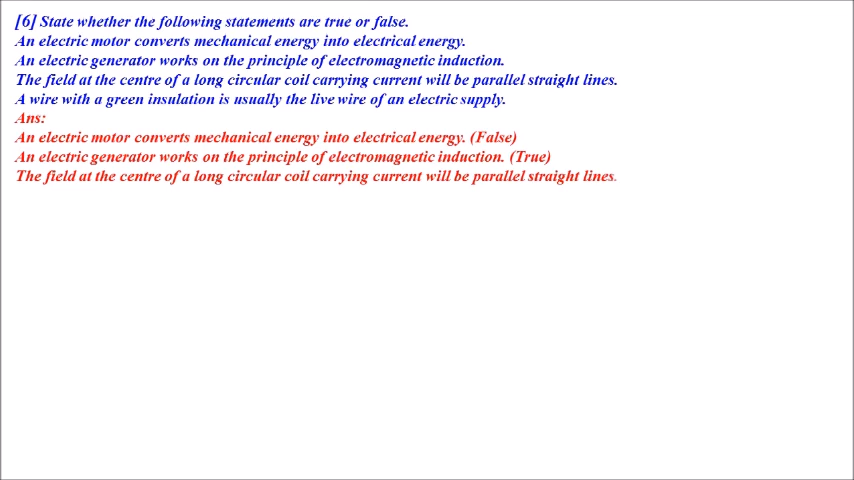 [6] State whether the following statements are true or false.
An electric motor converts mechanical energy into electrical energy.
An electric generator works on the principle of electromagnetic induction.
The field at the centre of a long circular coil carrying current will be parallel straight lines.
A wire with a green insulation is usually the live wire of an electric supply.
Ans:
An electric motor converts mechanical energy into electrical energy. (False)
An electric generator works on the principle of electromagnetic induction. (True)
The field at the centre of a long circular coil carrying current will be parallel straight lines.